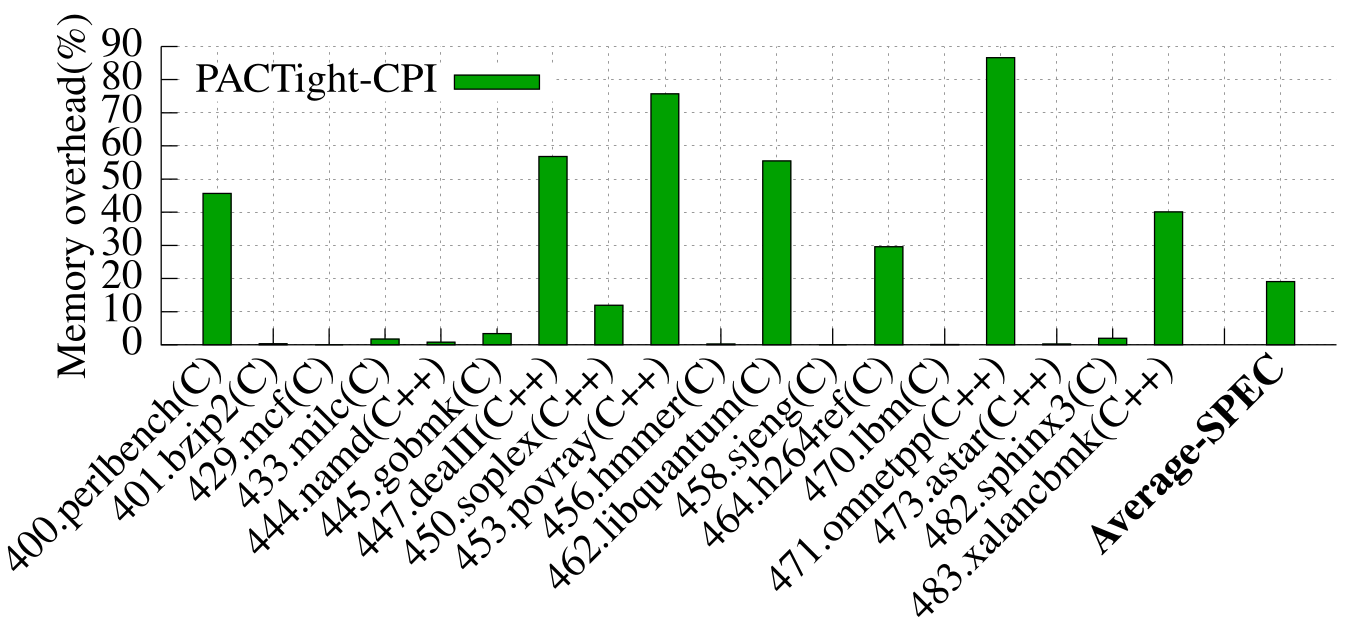 Memory overhead(%)
90
80
70
60
50
40
30
20
10
0
PACTight-CPI
400.perlbench(C)
401.bzip2(C)
429.mcf(C)
433.milc(C)
444.namd(C++)
445.gobmk(C)
447.dealII(C++)
450.soplex(C++)
453.povray(C++)
456.hmmer(C)
462.libquantum(C)
458.sjeng(C)
464.h264ref(C)
470.lbm(C)
471.omnetpp(C++)
473.astar(C++)
482.sphinx3(C)
483.xalancbmk(C++)
Average-SPEC